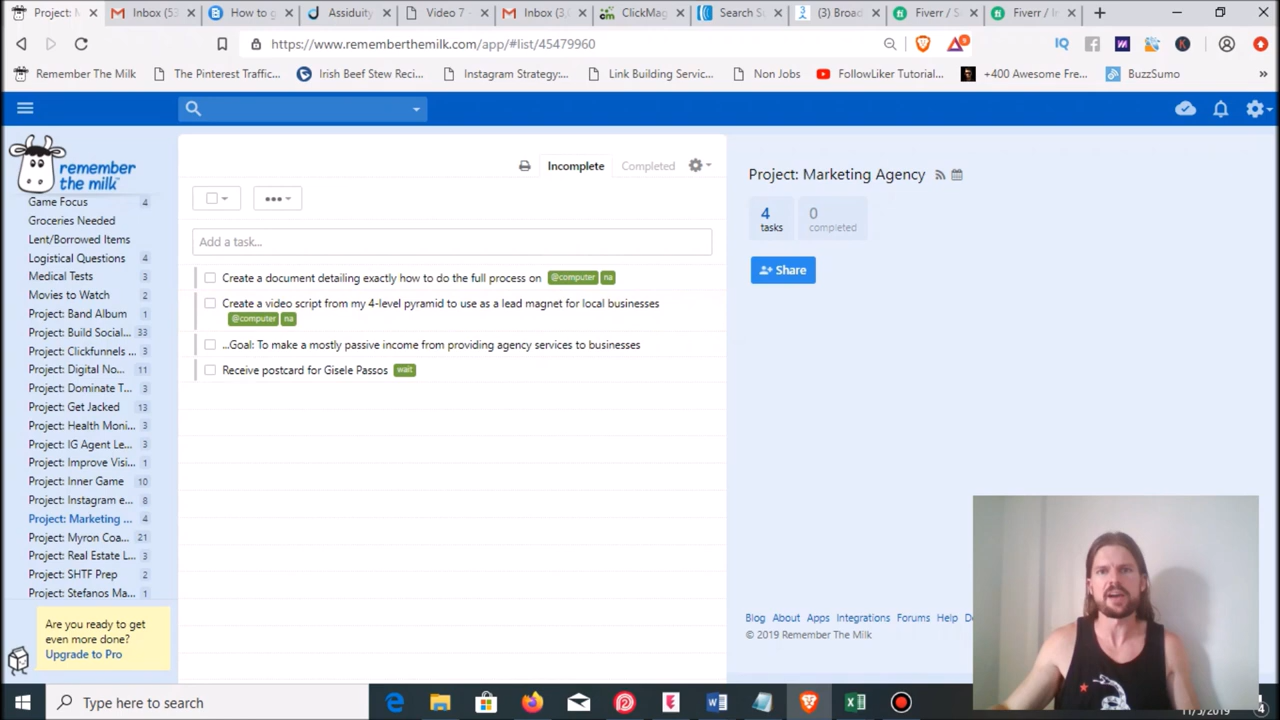 Project: M
Inbox (53
How to g
Assiduity
Video 7 -
Inbox (3,
ClickMag
Search Su
(3) Broad
Fiverr / S
Fiverr / I
https://www.rememberthemilk.com/app/#list/45479960
Remember The Milk
The Pinterest Traffic...
Irish Beef Stew Reci...
Instagram Strategy:...
Link Building Servic...
Non Jobs
FollowLiker Tutorial...
+400 Awesome Fre...
BuzzSumo
remember
the milk
Game Focus 4
Groceries Needed
Lent/Borrowed Items
Logistical Questions 4
Medical Tests 3
Movies to Watch 2
Project: Band Album 1
Project: Build Social... 33
Project: Clickfunnels ... 3
Project: Digital No... 11
Project: Dominate T... 3
Project: Get Jacked 13
Project: Health Moni... 3
Project: IG Agent Le... 3
Project: Improve Visi... 1
Project: Inner Game 10
Project: Instagram e... 8
Project: Marketing ... 4
Project: Myron Coa... 21
Project: Real Estate L... 3
Project: SHTF Prep 2
Project: Stefanos Ma... 1
Are you ready to get
even more done?
Upgrade to Pro
Incomplete
Completed
Add a task...
Create a document detailing exactly how to do the full process on @computer na
Create a video script from my 4-level pyramid to use as a lead magnet for local businesses
@computer na
...Goal: To make a mostly passive income from providing agency services to businesses
Receive postcard for Gisele Passos wait
Project: Marketing Agency
4
tasks
0
completed
Share
Blog About Apps Integrations Forums Help
© 2019 Remember The Milk
Type here to search
11/5/2019